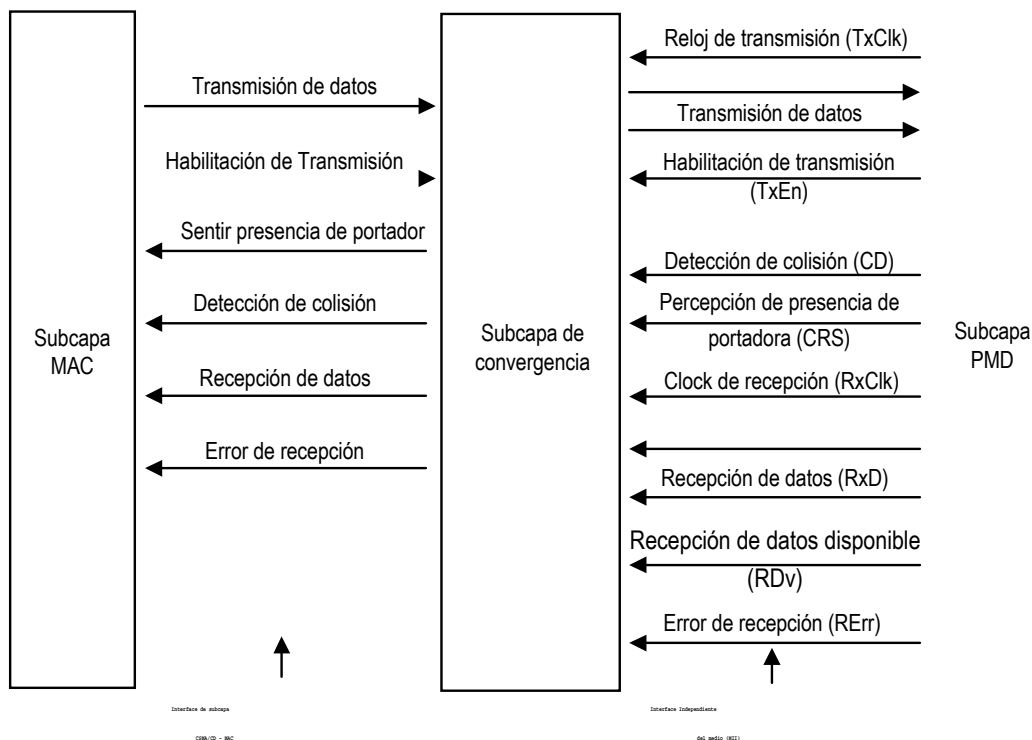 Reloj de transmisión (TxClk)
Transmisión de datos
Transmisión de datos
Habilitación de Transmisión
Habilitación de transmisión
(TxEn)
Sentir presencia de portador
Detección de colisión (CD)
Detección de colisión
Percepción de presencia de
portadora (CRS)
Subcapa
MAC
Subcapa de
convergencia
Subcapa
PMD
Recepción de datos
Clock de recepción (RxClk)
Error de recepción
Recepción de datos (RxD)
Recepción de datos disponible
(RDv)
Error de recepción (RErr)
Interface de subcapa
CSMA/CD - MAC
Interface Independiente
del medio (MII)